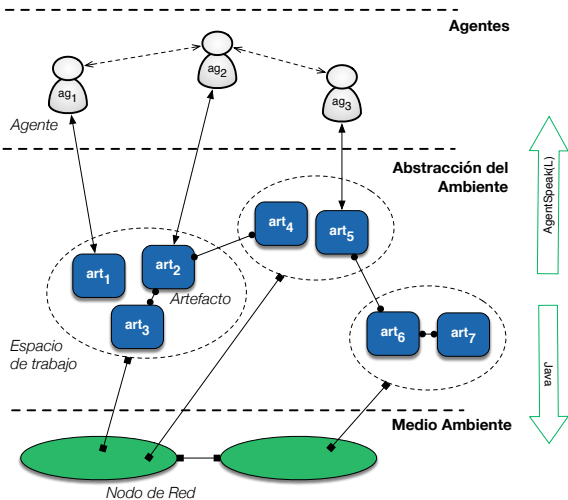 Agentes
ag2
ag1
ag3
Agente
Abstracción del
Ambiente
AgentSpeak(L)
art4
art5
art2
art1
Artefacto
art3
Espacio
de trabajo
art6
art7
Java
Medio Ambiente
Nodo de Red